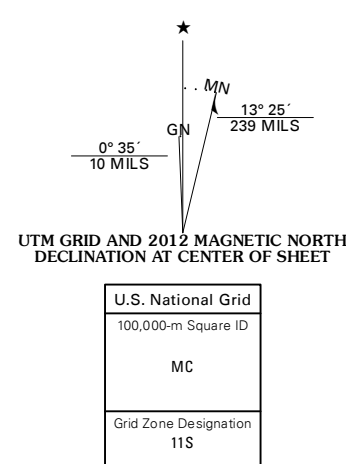 ★
MN
GN
13° 25´
239 MILS
0° 35´
10 MILS
UTM GRID AND 2012 MAGNETIC NORTH
DECLINATION AT CENTER OF SHEET
U.S. National Grid
100,000-m Square ID
MC
Grid Zone Designation
11S